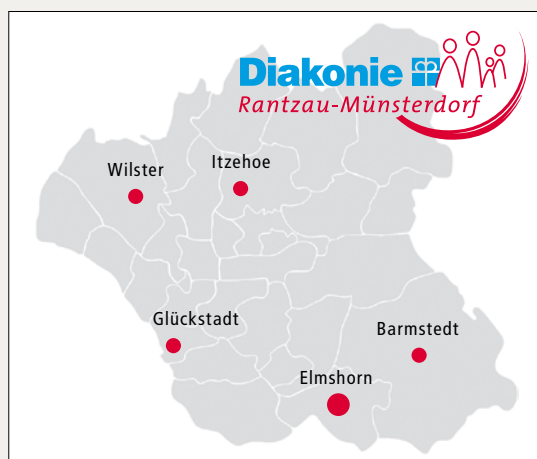 Diakonie
Rantzau-Münsterdorf
Itzehoe
Wilster
Glückstadt
Barmstedt
Elmshorn